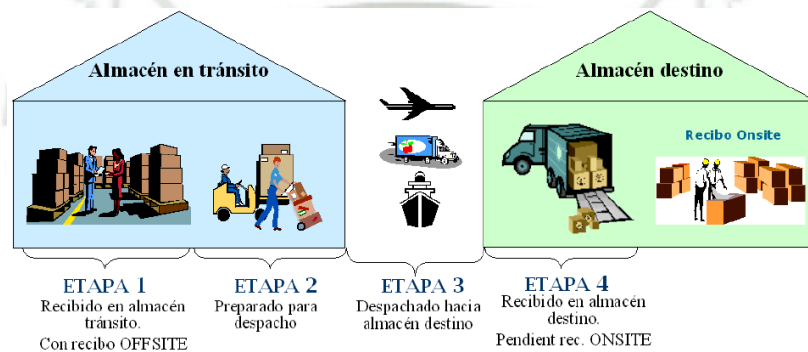 Almacén en tránsito
Almacén destino
Recibo Onsite
ETAPA 1
Recibido en almacén
tránsito.
Con recibo OFFSITE
ETAPA 2
Preparado para
despacho
ETAPA 3
Despachado hacia
almacén destino
ETAPA 4
Recibido en almacén
destino.
Pendient rec. ONSITE